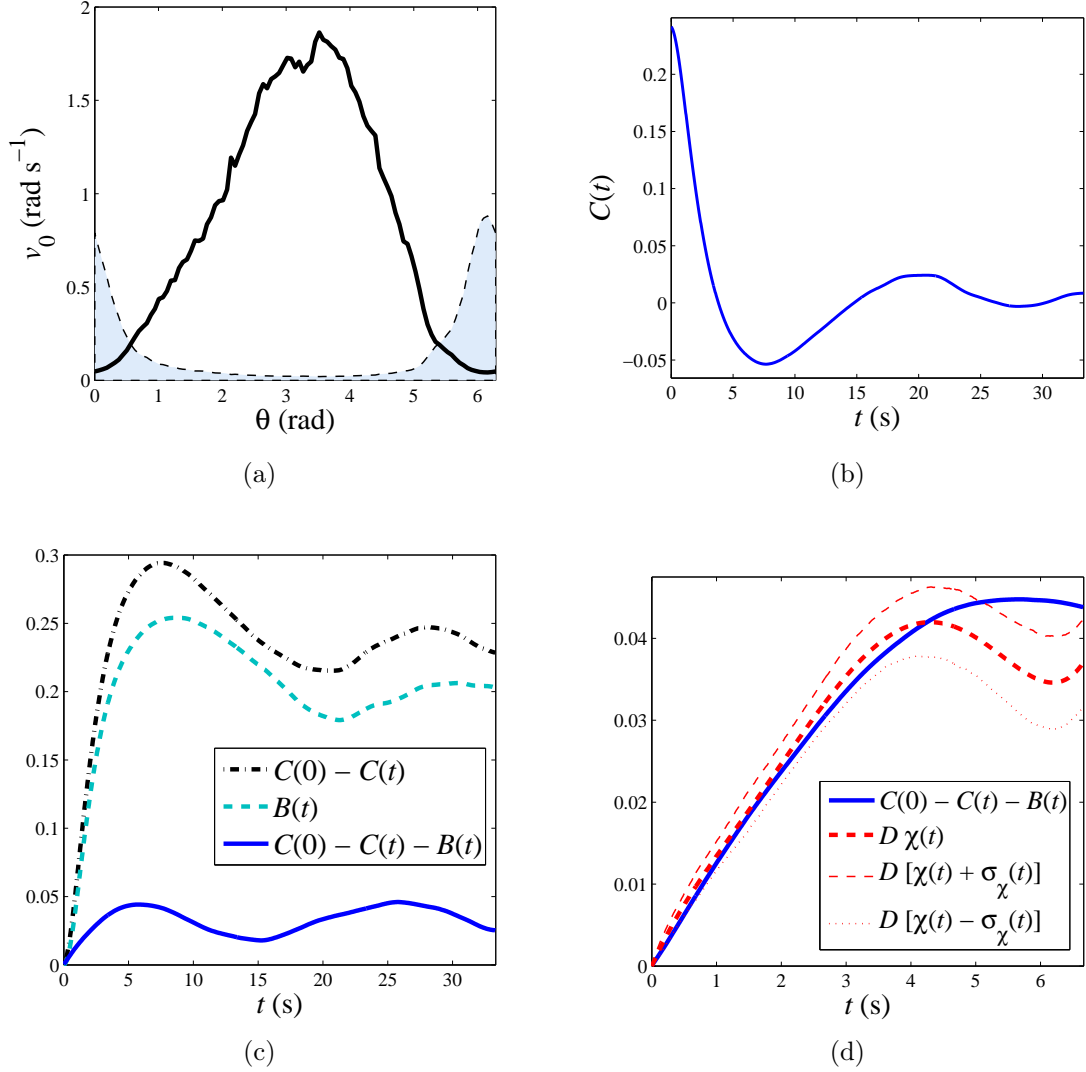 2
1.5
1
0.5
0
v₀ (rad s⁻¹)
0 1 2 3 4 5 6
θ (rad)
(a)
0.2
0.15
0.1
0.05
0
−0.05
C(t)
0 5 10 15 20 25 30
t (s)
(b)
0.3
0.25
0.2
0.15
0.1
0.05
0
C(0) − C(t)
B(t)
C(0) − C(t) − B(t)
0 5 10 15 20 25 30
t (s)
(c)
0.04
0.03
0.02
0.01
0
C(0) − C(t) − B(t)
D χ(t)
D [χ(t) + σχ(t)]
D [χ(t) − σχ(t)]
0 1 2 3 4 5 6
t (s)
(d)